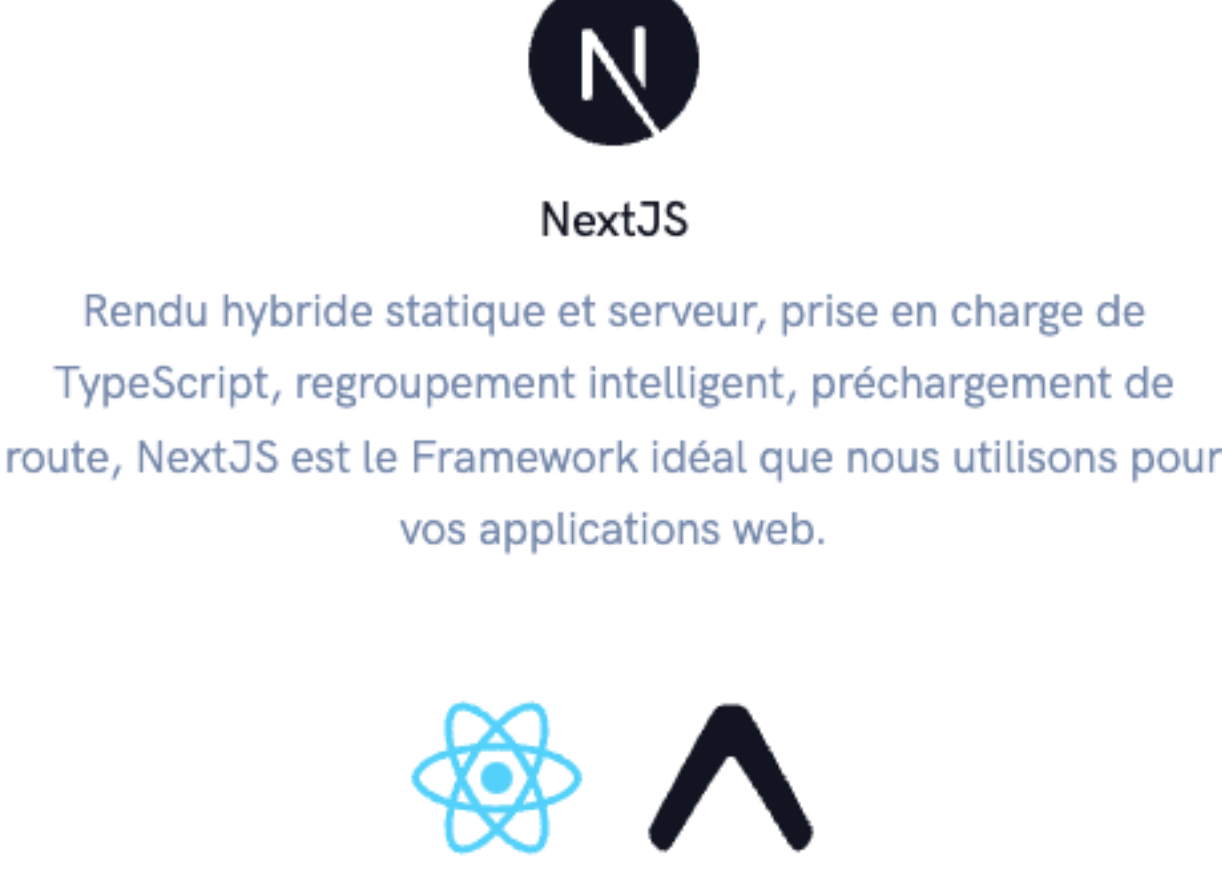 N
NextJS
Rendu hybride statique et serveur, prise en charge de
TypeScript, regroupement intelligent, préchargement de
route, NextJS est le Framework idéal que nous utilisons pour
vos applications web.